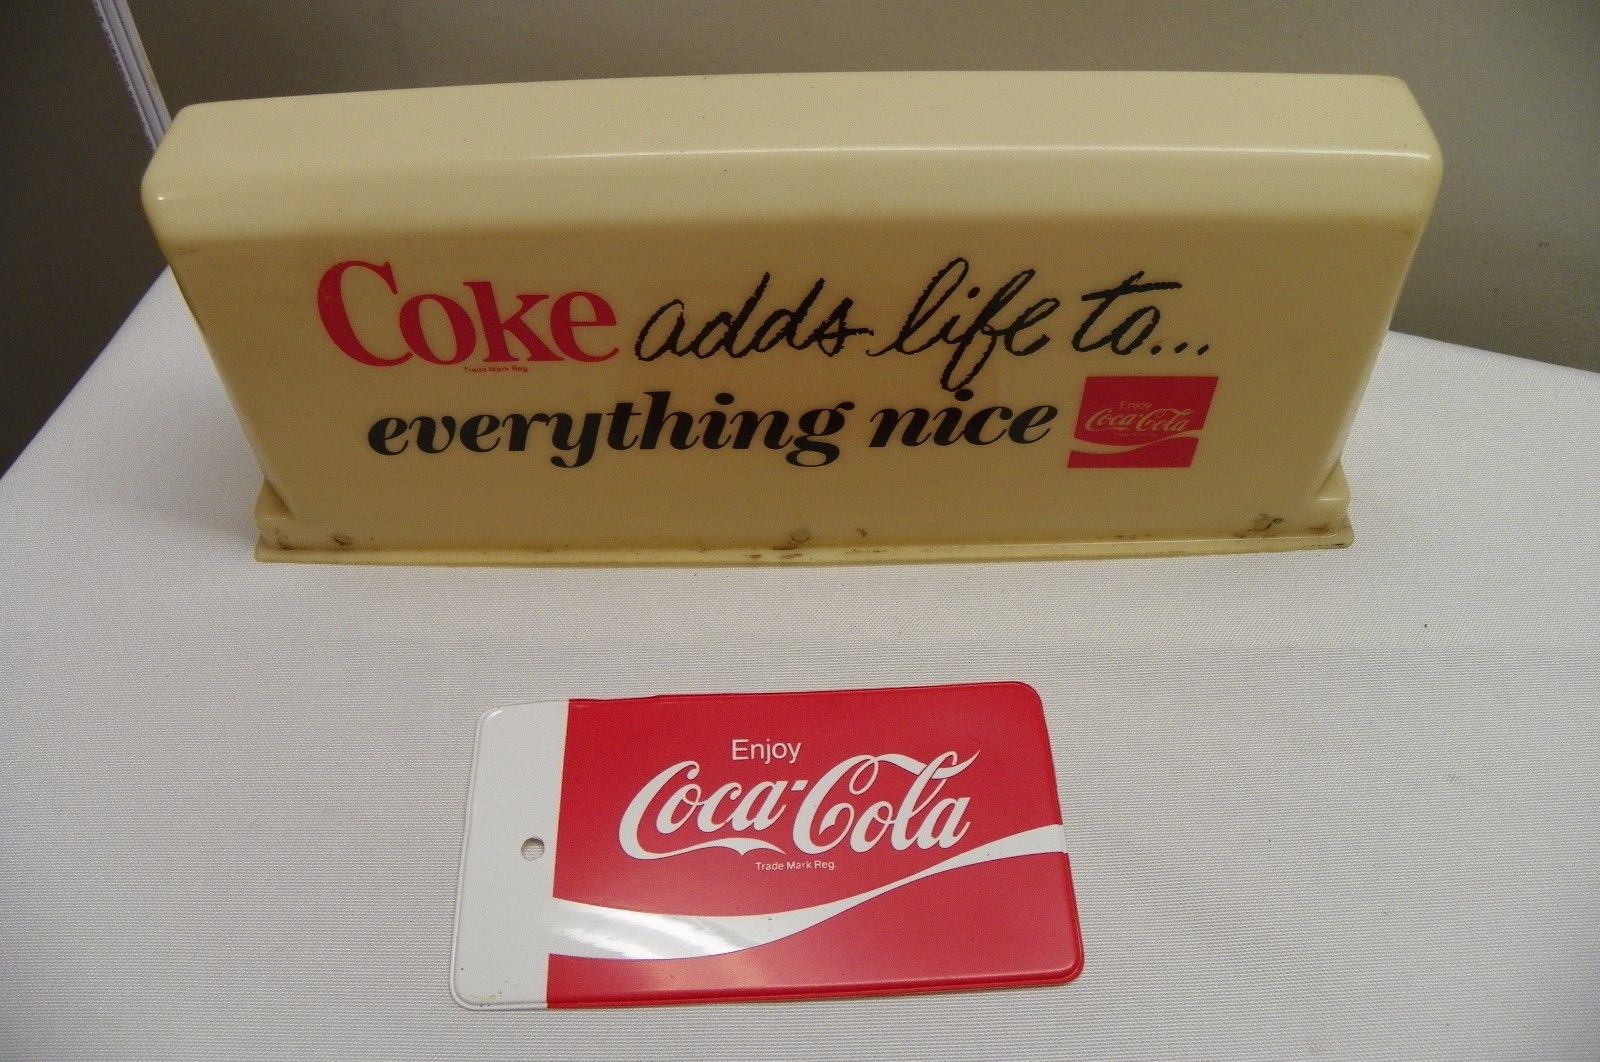 Coke adds life to...
Trade Mark Reg
everything nice
Enjoy
Coca-Cola
Enjoy
Coca-Cola
Trade Mark Reg